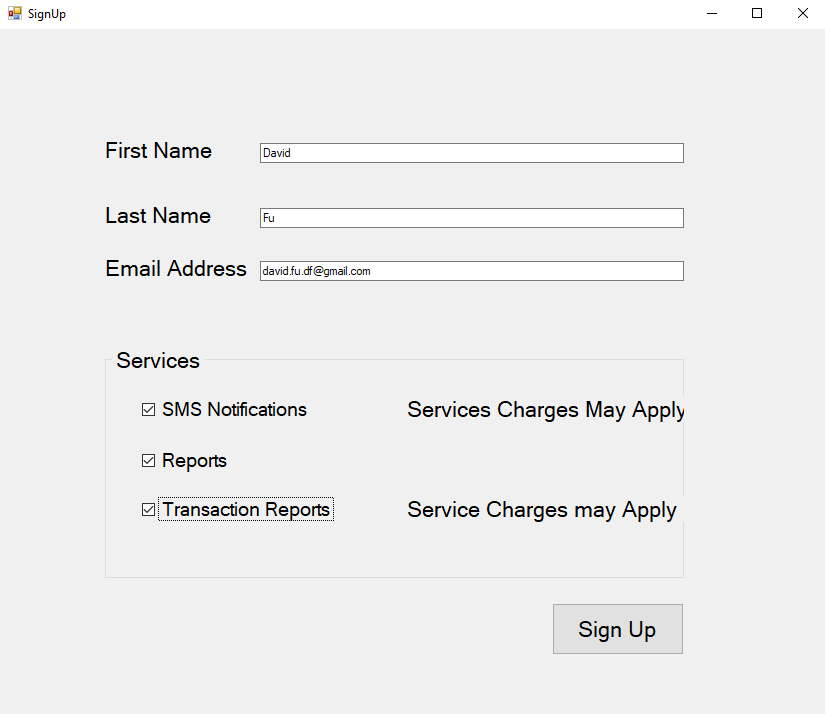 SignUp
First Name David
Last Name Fu
Email Address david.fu.df@gmail.com
Services
SMS Notifications Services Charges May Apply
Reports
Transaction Reports Service Charges may Apply
Sign Up